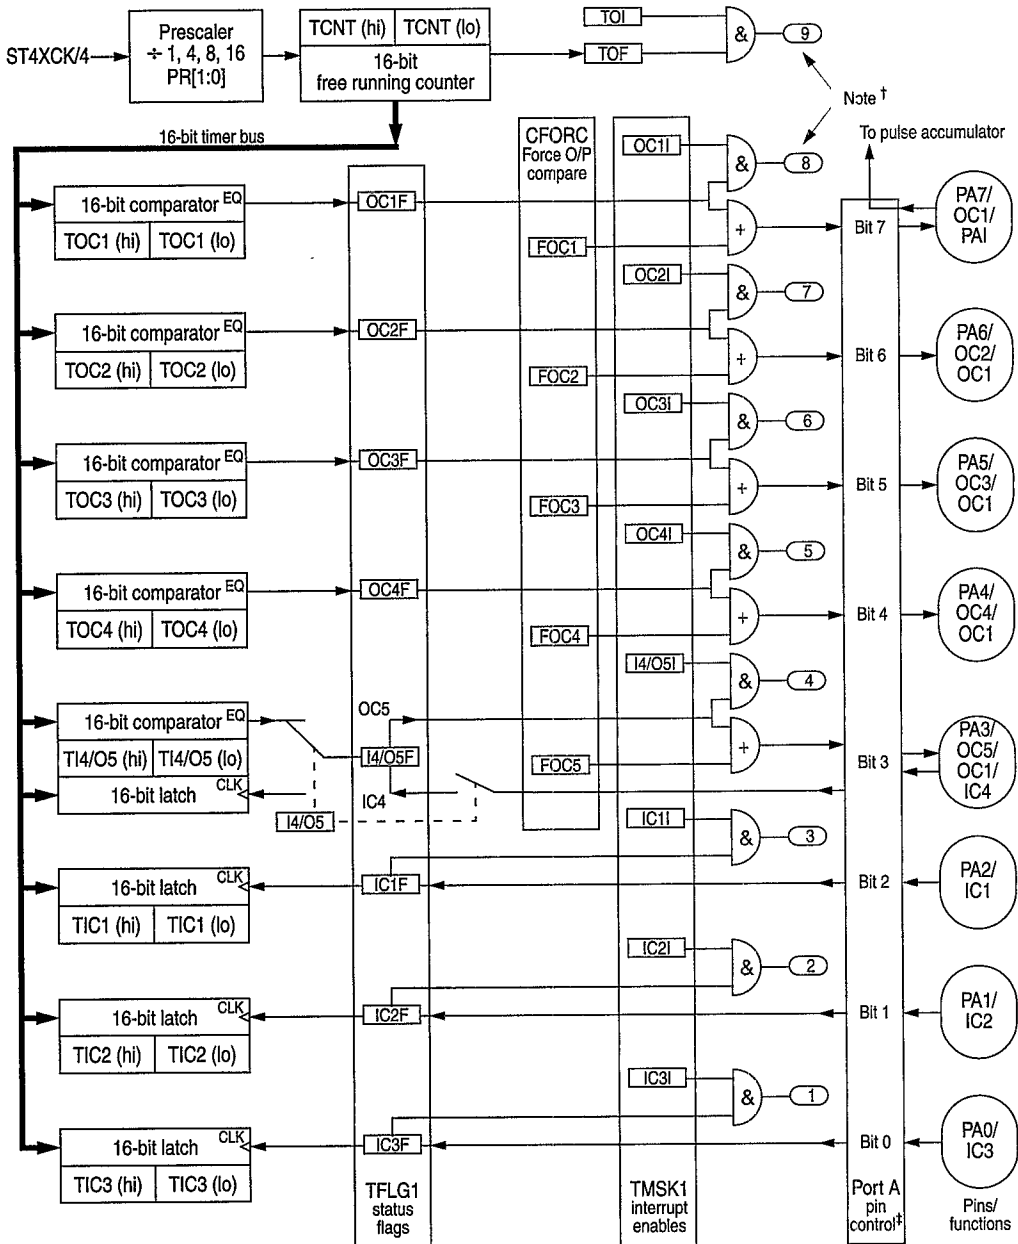 ST4XCK/4
Prescaler
÷ 1, 4, 8, 16
PR[1:0]
TCNT (hi) TCNT (lo)
16-bit
free running counter
TOI
TOF
&
9
Note †
16-bit timer bus
CFORC
Force O/P
compare
To pulse accumulator
OC1I
&
8
16-bit comparator EQ
TOC1 (hi) TOC1 (lo)
OC1F
FOC1
+
Bit 7
PA7/
OC1/
PAI
OC2I
&
7
16-bit comparator EQ
TOC2 (hi) TOC2 (lo)
OC2F
FOC2
+
Bit 6
PA6/
OC2/
OC1
OC3I
&
6
16-bit comparator EQ
TOC3 (hi) TOC3 (lo)
OC3F
FOC3
+
Bit 5
PA5/
OC3/
OC1
OC4I
&
5
16-bit comparator EQ
TOC4 (hi) TOC4 (lo)
OC4F
FOC4
+
Bit 4
PA4/
OC4/
OC1
I4/O5I
&
4
16-bit comparator EQ
TI4/O5 (hi) TI4/O5 (lo)
16-bit latch CLK
OC5
I4/O5F
IC4
I4/O5
FOC5
+
Bit 3
PA3/
OC5/
OC1/
IC4
IC1I
&
3
16-bit latch CLK
TIC1 (hi) TIC1 (lo)
IC1F
Bit 2
PA2/
IC1
IC2I
&
2
16-bit latch CLK
TIC2 (hi) TIC2 (lo)
IC2F
Bit 1
PA1/
IC2
IC3I
&
1
16-bit latch CLK
TIC3 (hi) TIC3 (lo)
IC3F
Bit 0
PA0/
IC3
TFLG1
status
flags
TMSK1
interrupt
enables
Port A
pin
control‡
Pins/
functions